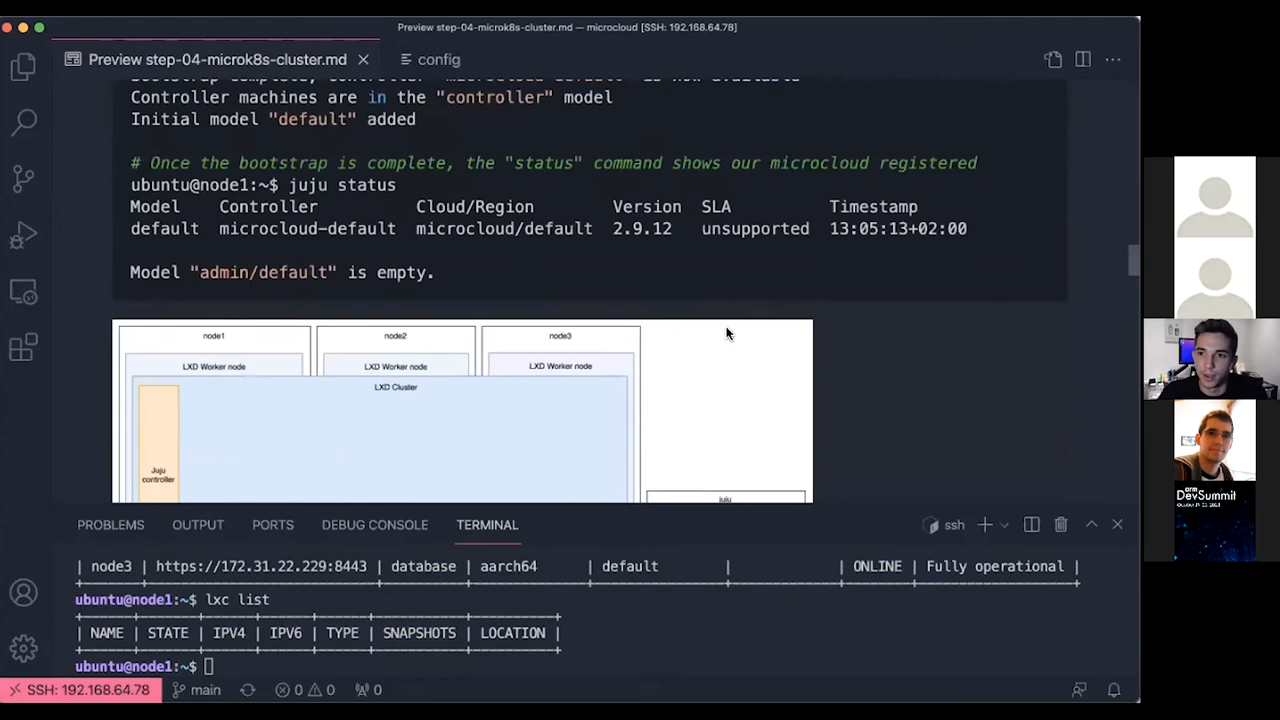 Preview step-04-microk8s-cluster.md — microcloud [SSH: 192.168.64.78]
Preview step-04-microk8s-cluster.md
config
Controller machines are in the "controller" model
Initial model "default" added
# Once the bootstrap is complete, the "status" command shows our microcloud registered
ubuntu@node1:~$ juju status
Model Controller Cloud/Region Version SLA Timestamp
default microcloud-default microcloud/default 2.9.12 unsupported 13:05:13+02:00
Model "admin/default" is empty.
node1 node2 node3
LXD Worker node LXD Worker node LXD Worker node
LXD Cluster
Juju
controller
juju
PROBLEMS OUTPUT PORTS DEBUG CONSOLE TERMINAL
ssh
| node3 | https://172.31.22.229:8443 | database | aarch64 | default | | ONLINE | Fully operational |
ubuntu@node1:~$ lxc list
| NAME | STATE | IPV4 | IPV6 | TYPE | SNAPSHOTS | LOCATION |
ubuntu@node1:~$
SSH: 192.168.64.78 main 0 0 0
arm
DevSummit